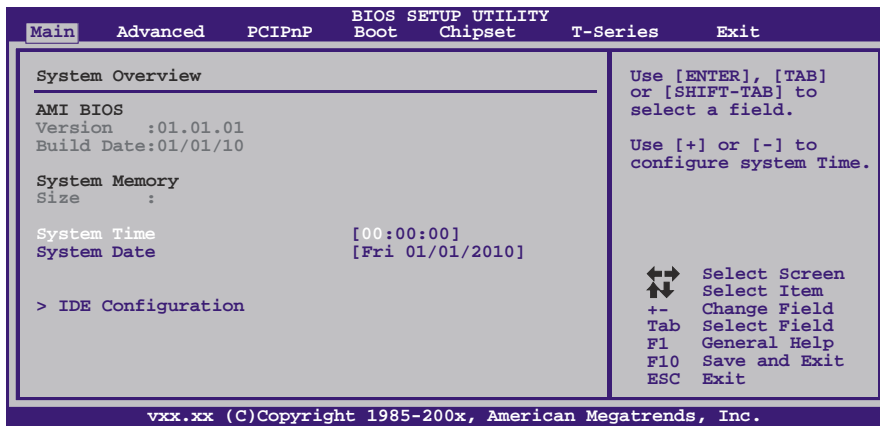 BIOS SETUP UTILITY
Main Advanced PCIPnP Boot Chipset T-Series Exit
System Overview
AMI BIOS
Version :01.01.01
Build Date:01/01/10
System Memory
Size :
System Time [00:00:00]
System Date [Fri 01/01/2010]
> IDE Configuration
Use [ENTER], [TAB]
or [SHIFT-TAB] to
select a field.
Use [+] or [-] to
configure system Time.
Select Screen
Select Item
+- Change Field
Tab Select Field
F1 General Help
F10 Save and Exit
ESC Exit
vxx.xx (C)Copyright 1985-200x, American Megatrends, Inc.